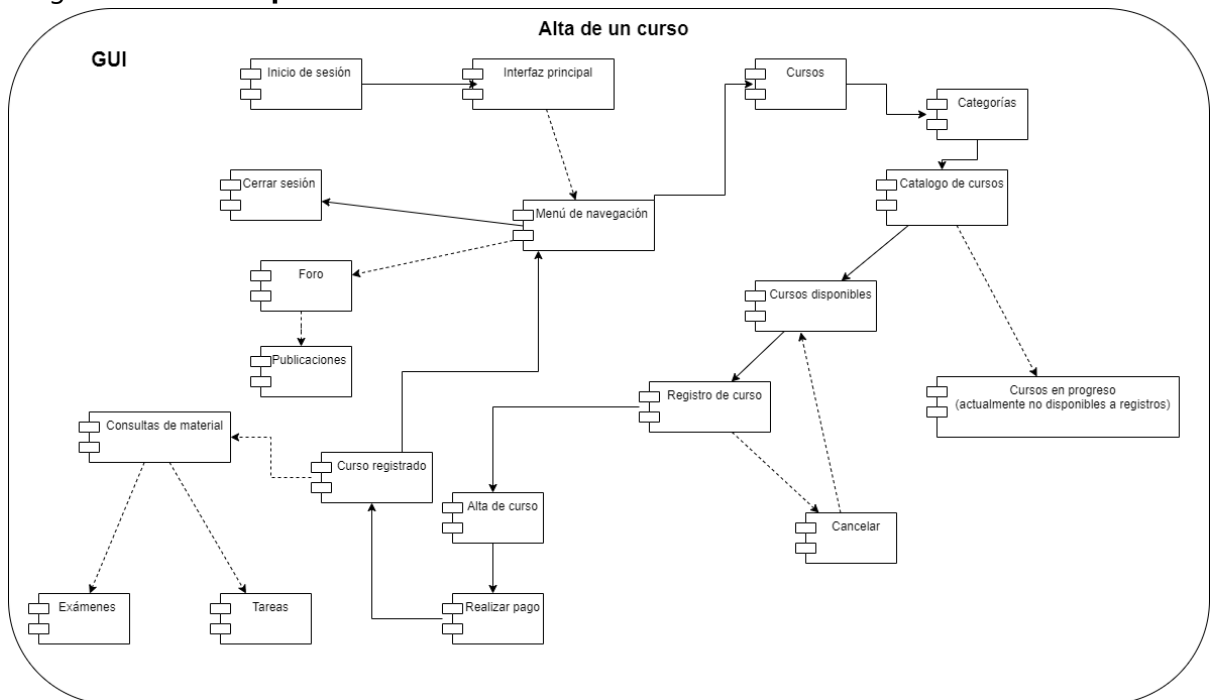 Alta de un curso
GUI
Inicio de sesión
Interfaz principal
Cursos
Categorías
Cerrar sesión
Menú de navegación
Catalogo de cursos
Foro
Cursos disponibles
Publicaciones
Registro de curso
Cursos en progreso
(actualmente no disponibles a registros)
Consultas de material
Curso registrado
Alta de curso
Cancelar
Exámenes
Tareas
Realizar pago